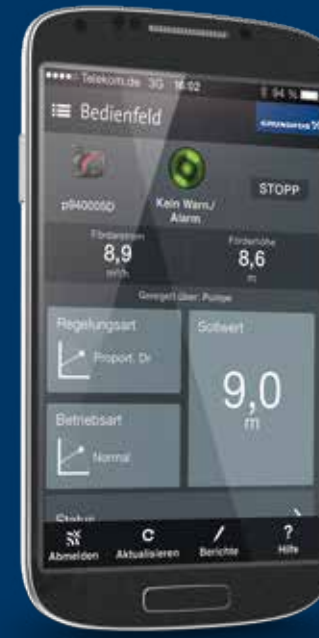 Telekom.de 3G 16:02 94 %
Bedienfeld
GRUNDFOS
p940005D
Kein Warn./
Alarm
STOPP
Förderstrom
8,9
m³/h
Förderhöhe
8,6
m
Geregelt über: Pumpe
Regelungsart
Proport. Dr
Sollwert
9,0
m
Betriebsart
Normal
Status
Abmelden Aktualisieren Berichte Hilfe